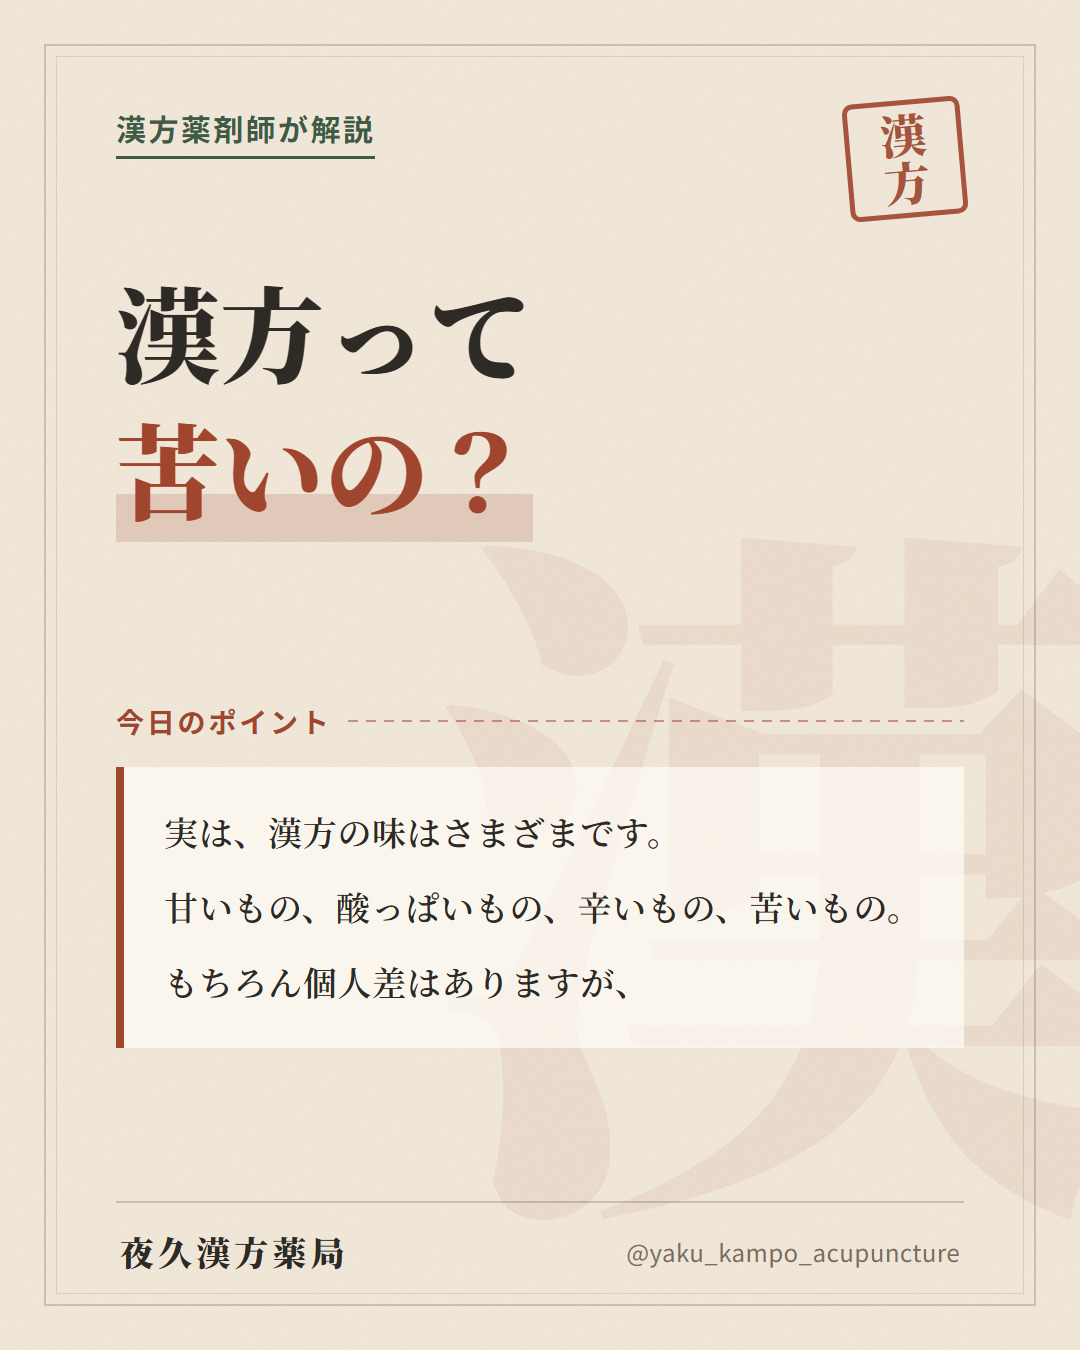 漢方薬剤師が解説
漢方
漢方って
苦いの？
今日のポイント
実は、漢方の味はさまざまです。
甘いもの、酸っぱいもの、辛いもの、苦いもの。
もちろん個人差はありますが、
漢
夜久漢方薬局
@yaku_kampo_acupuncture